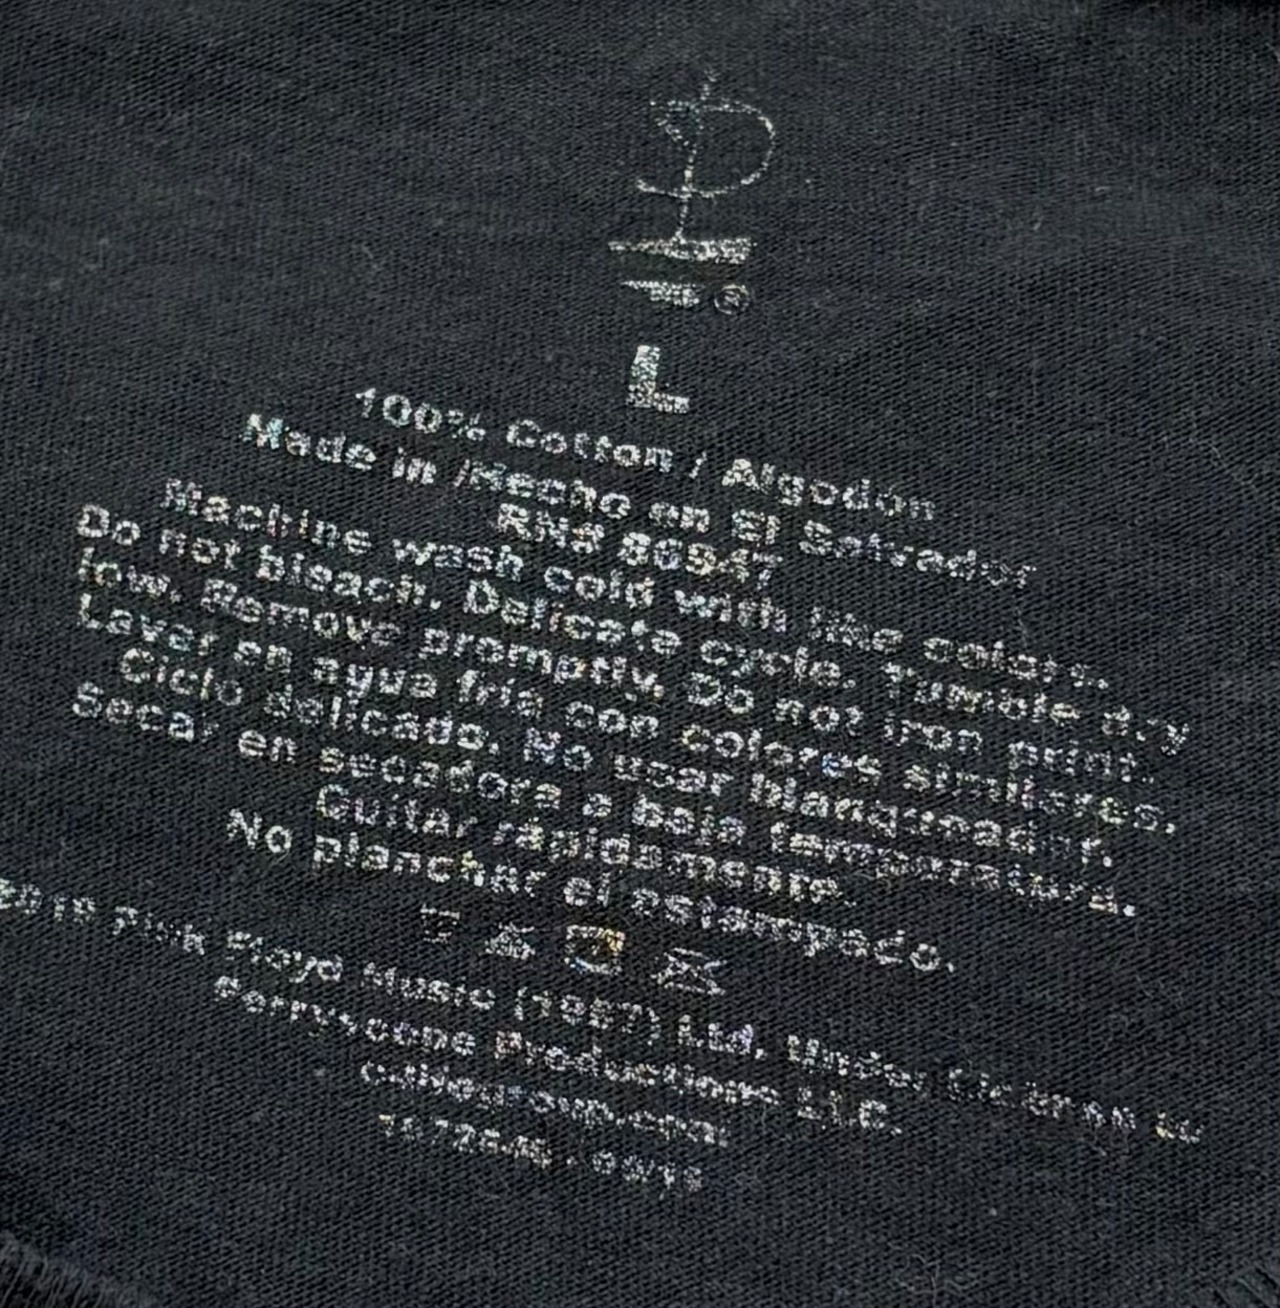 ®
L
100% Cotton / Algodón
Made in /Hecho en El Salvador
RN# 86947
Machine wash cold with like colors.
Do not bleach. Delicate cycle. Tumble dry
low. Remove promptly. Do not iron print.
Lavar en agua fria con colores similares.
Ciclo delicado. No usar blanqueador.
Secar en secadora a baja temperatura.
Guitar rápidamente.
No planchar el estampado.
Pink Floyd Music (1987) Ltd. Under License to
Perryscope Productions LLC.